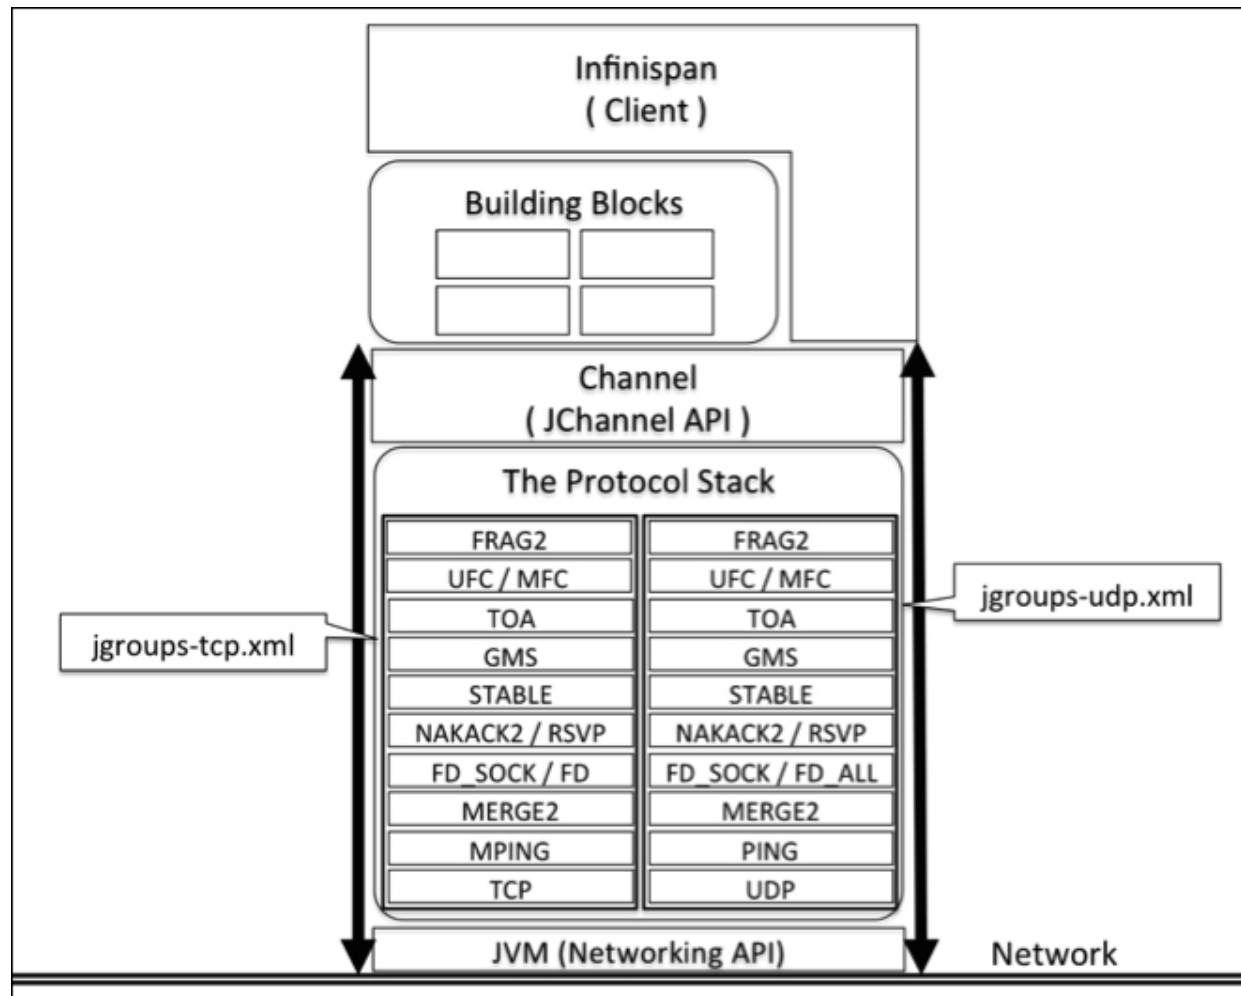 Infinispan
( Client )
Building Blocks
Channel
( JChannel API )
The Protocol Stack
FRAG2
UFC / MFC
TOA
GMS
STABLE
NAKACK2 / RSVP
FD_SOCK / FD
MERGE2
MPING
TCP
FRAG2
UFC / MFC
TOA
GMS
STABLE
NAKACK2 / RSVP
FD_SOCK / FD_ALL
MERGE2
PING
UDP
jgroups-tcp.xml
jgroups-udp.xml
JVM (Networking API)
Network